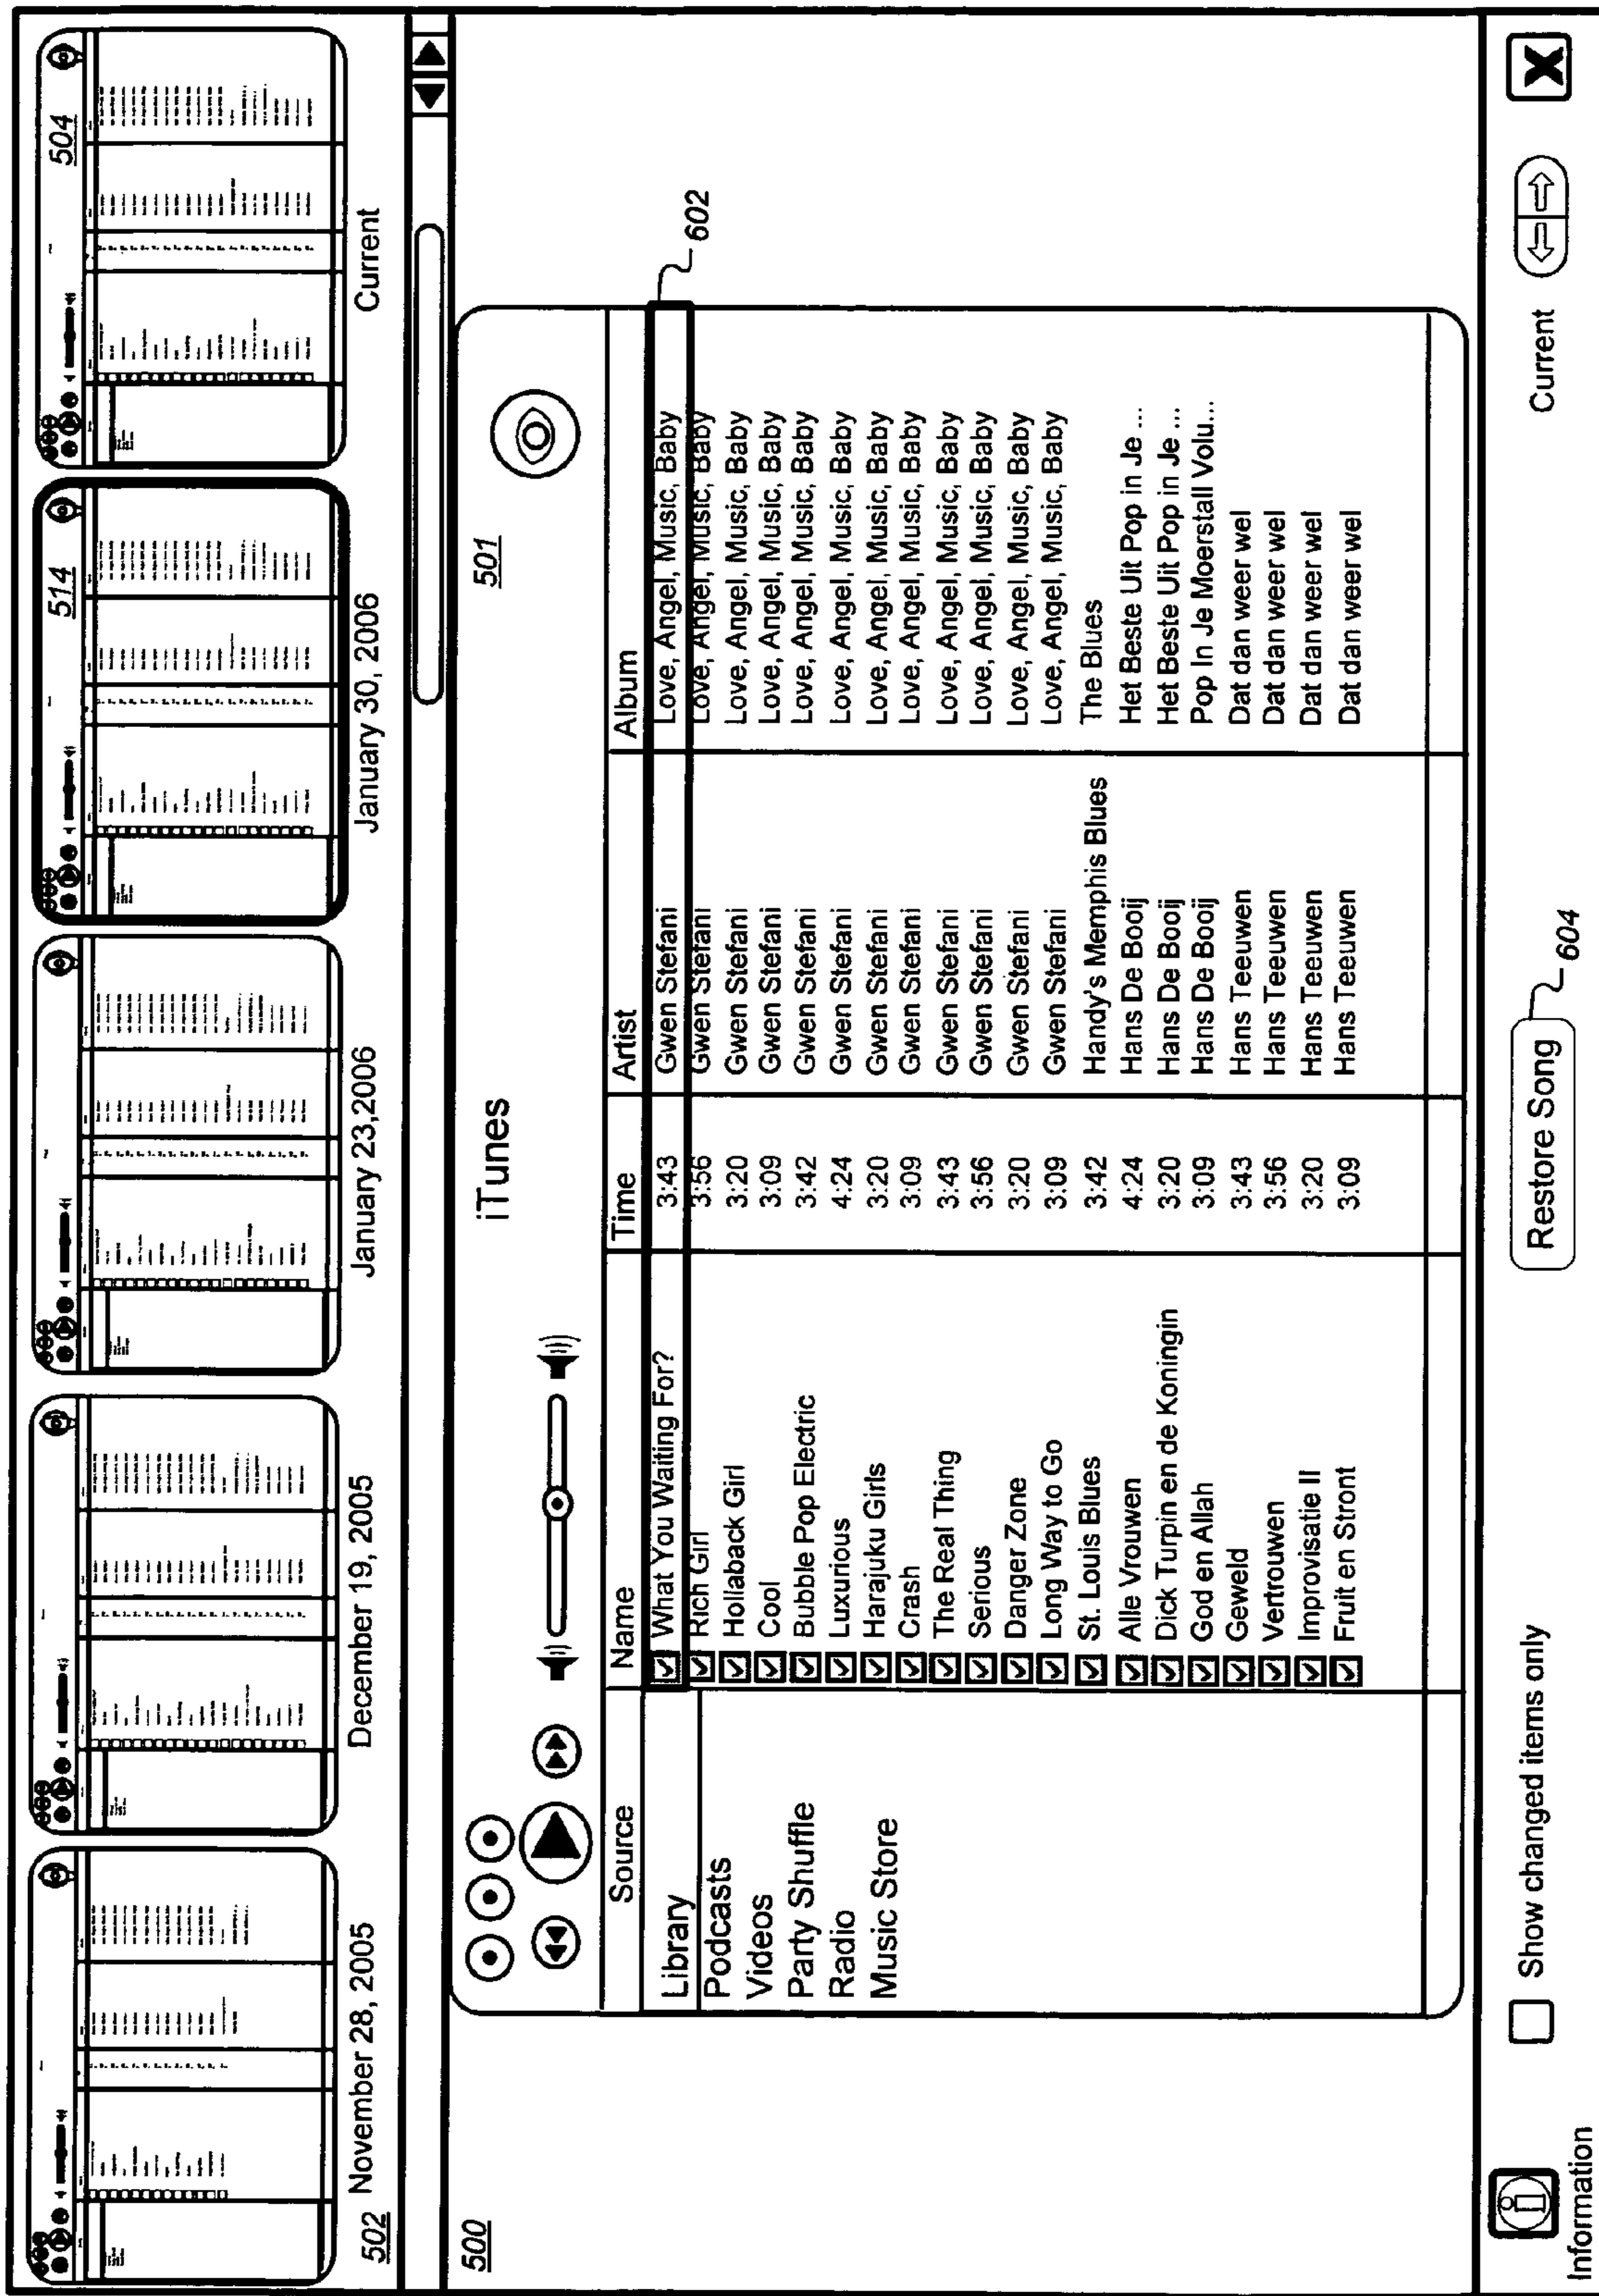 504
514
November 28, 2005
December 19, 2005
January 23,2006
January 30, 2006
Current
502
500
iTunes
501
Source Name Time Artist Album
Library
Podcasts
Videos
Party Shuffle
Radio
Music Store
What You Waiting For? 3:43 Gwen Stefani Love, Angel, Music, Baby
602
Rich Girl 3:56 Gwen Stefani Love, Angel, Music, Baby
Hollaback Girl 3:20 Gwen Stefani Love, Angel, Music, Baby
Cool 3:09 Gwen Stefani Love, Angel, Music, Baby
Bubble Pop Electric 3:42 Gwen Stefani Love, Angel, Music, Baby
Luxurious 4:24 Gwen Stefani Love, Angel, Music, Baby
Harajuku Girls 3:20 Gwen Stefani Love, Angel, Music, Baby
Crash 3:09 Gwen Stefani Love, Angel, Music, Baby
The Real Thing 3:43 Gwen Stefani Love, Angel, Music, Baby
Serious 3:56 Gwen Stefani Love, Angel, Music, Baby
Danger Zone 3:20 Gwen Stefani Love, Angel, Music, Baby
Long Way to Go 3:09 Gwen Stefani Love, Angel, Music, Baby
St. Louis Blues 3:42 Handy's Memphis Blues The Blues
Alle Vrouwen 4:24 Hans De Booij Het Beste Uit Pop in Je ...
Dick Turpin en de Koningin 3:20 Hans De Booij Het Beste Uit Pop in Je ...
God en Allah 3:09 Hans De Booij Pop In Je Moerstall Volu...
Geweld 3:43 Hans Teeuwen Dat dan weer wel
Vertrouwen 3:56 Hans Teeuwen Dat dan weer wel
Improvisatie II 3:20 Hans Teeuwen Dat dan weer wel
Fruit en Stront 3:09 Hans Teeuwen Dat dan weer wel
Information
Show changed items only
Restore Song
604
Current
X